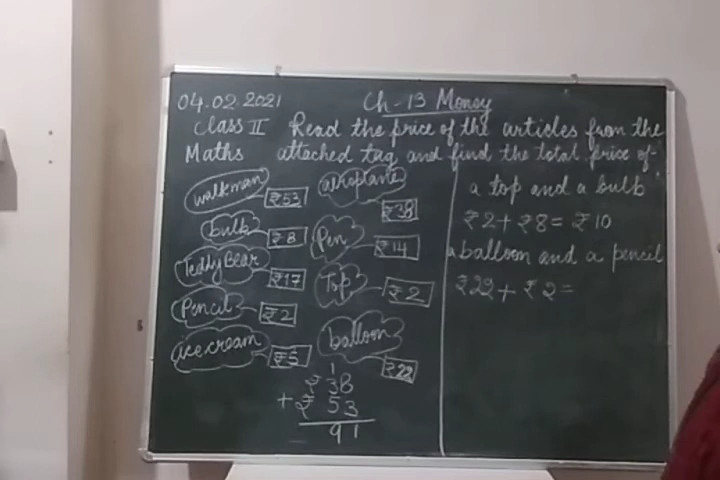 04.02.2021
Ch-13 Money
Class II
Maths
Read the price of the articles from the
attached tag and find the total price of-
walkman ₹53
aeroplane ₹38
bulb ₹8
Pen ₹14
Teddy Bear ₹17
Top ₹2
Pencil ₹2
balloon ₹22
ice cream ₹5
1
₹ 38
+ ₹ 53
91
a top and a bulb
₹2 + ₹8 = ₹10
a balloon and a pencil
₹22 + ₹2 =